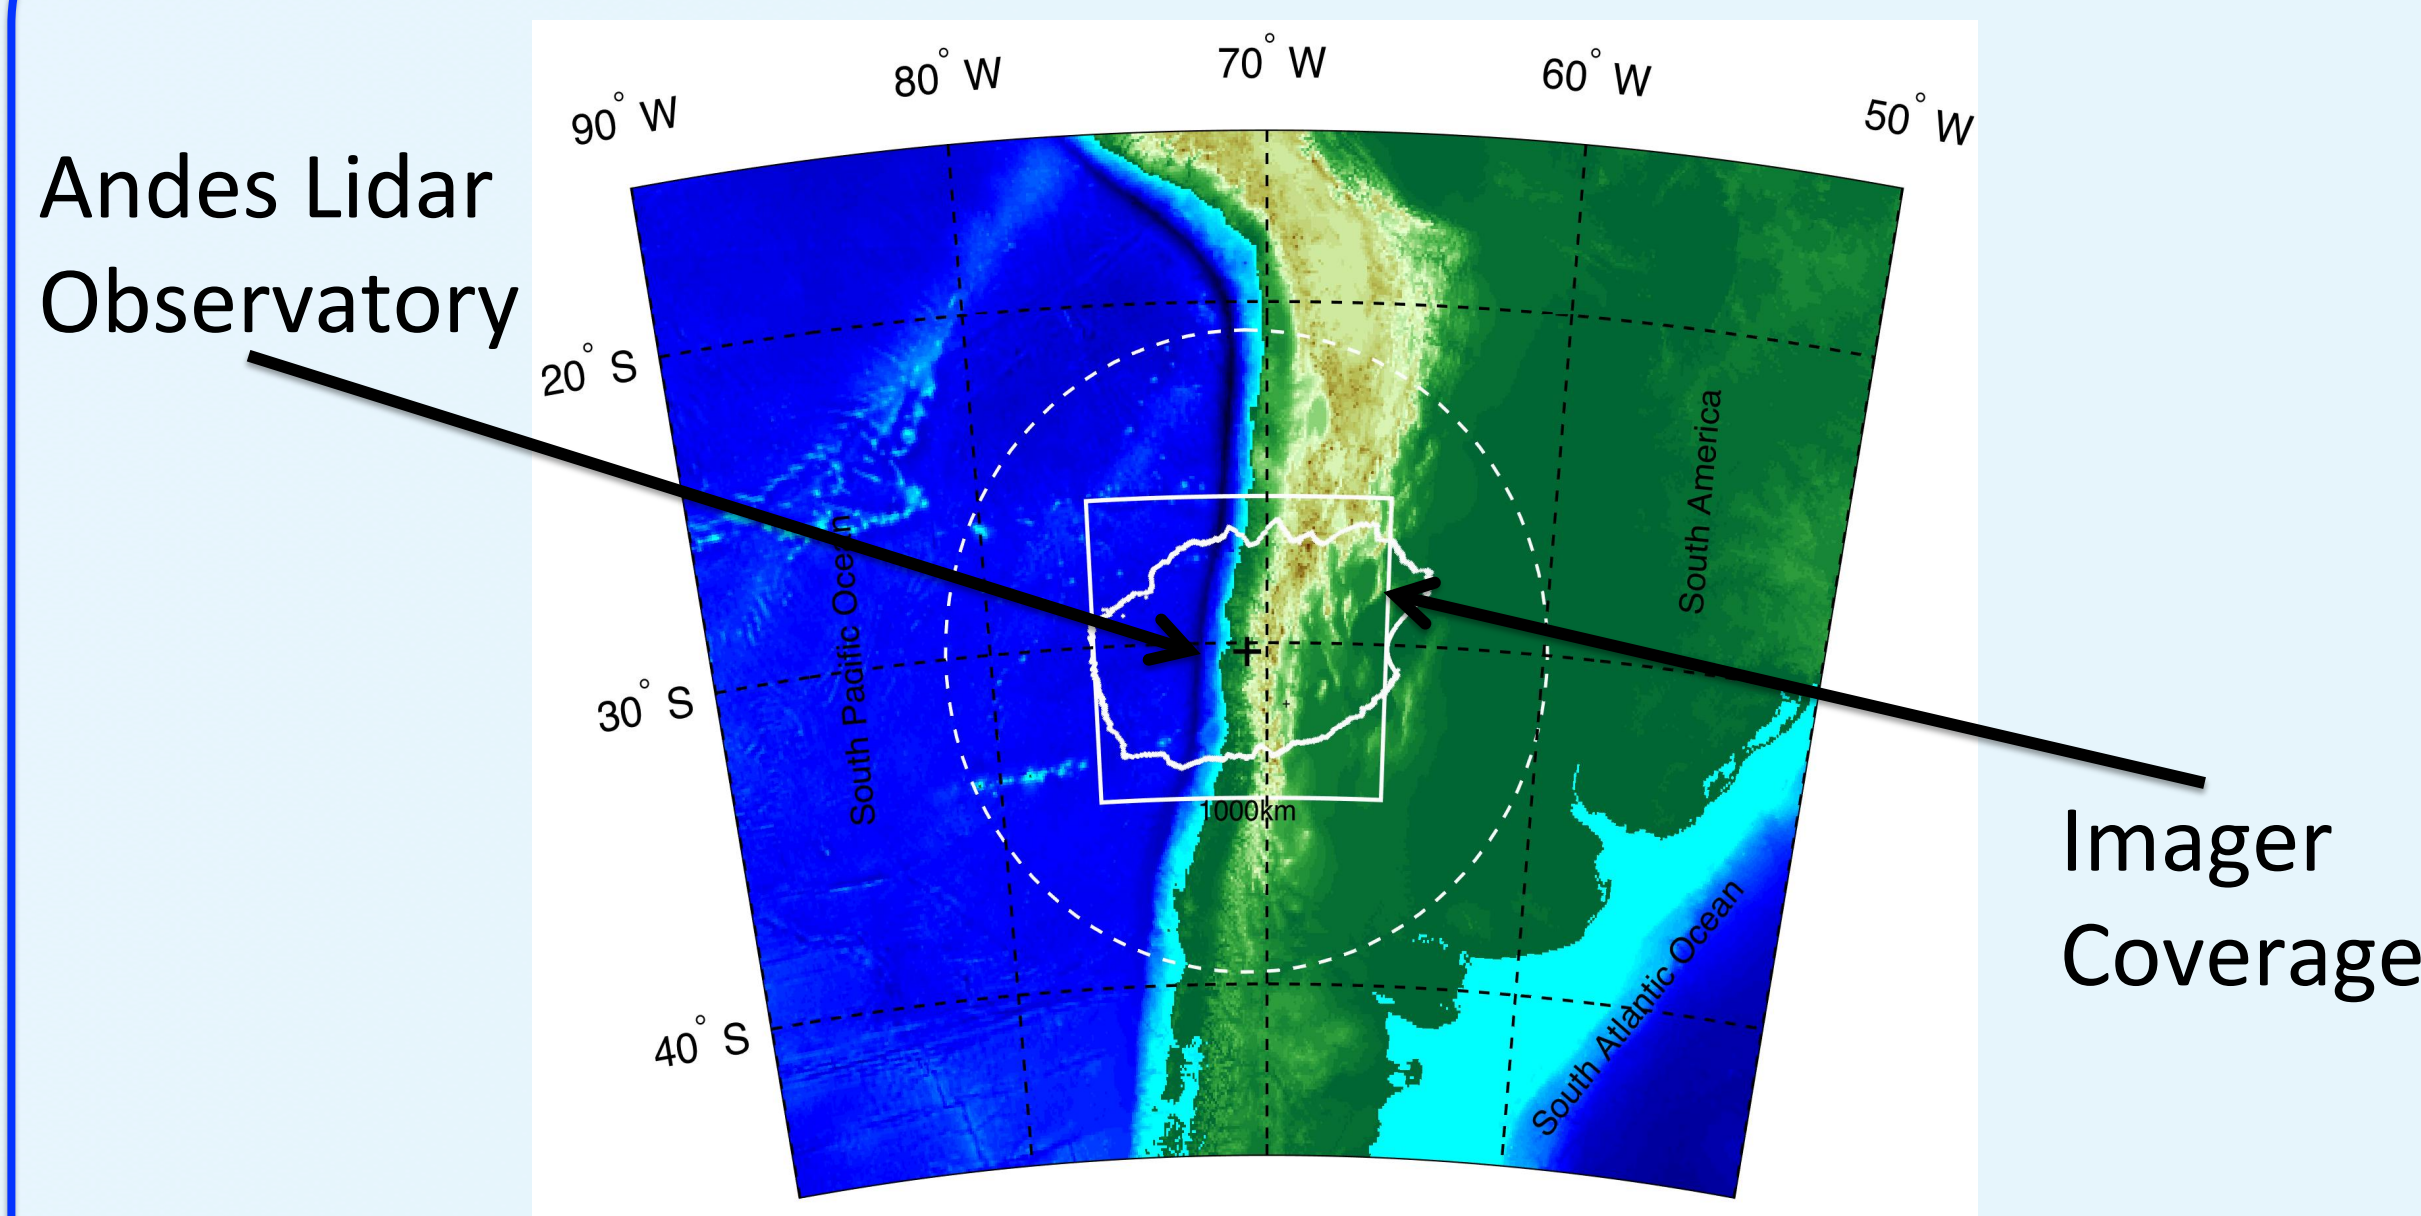 90° W
80° W
70° W
60° W
50° W
Andes Lidar
Observatory
20° S
30° S
40° S
South Pacific Ocean
South America
1000km
South Atlantic Ocean
Imager
Coverage